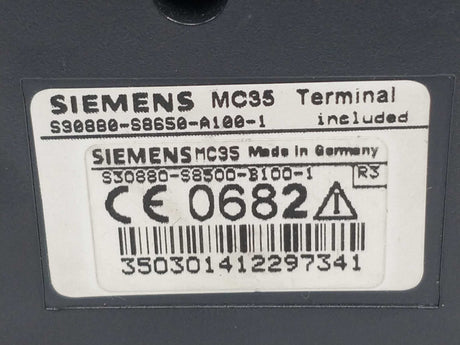 SIEMENS MC35 Terminal
S30880-S8650-A100-1 included
SIEMENS MC35 Made in Germany
S30880-S8500-B100-1 R3
CE 0682
350301412297341